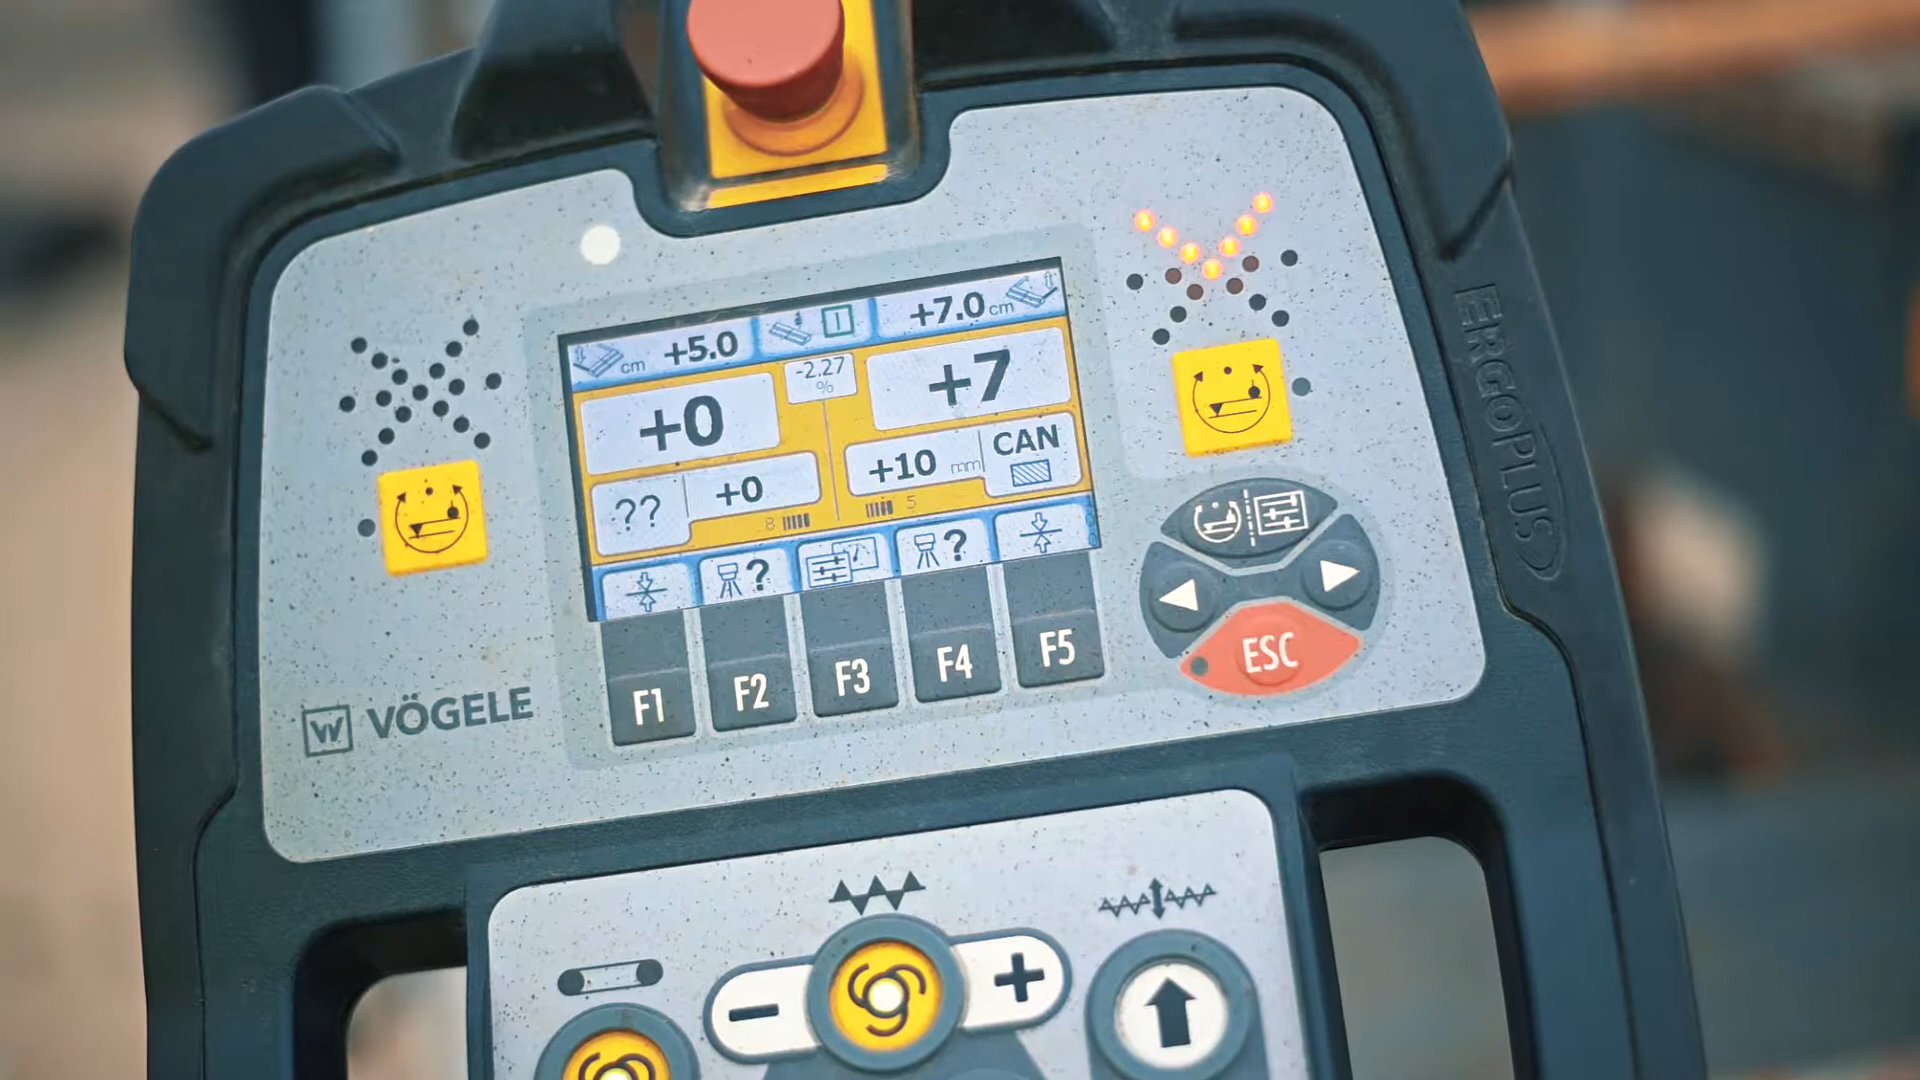 +7.0 cm
cm +5.0
-2.27
%
+7
+0
CAN
+10 mm
?? +0
8 5
? ?
ERGOPLUS
F1 F2 F3 F4 F5
ESC
W VÖGELE
- +